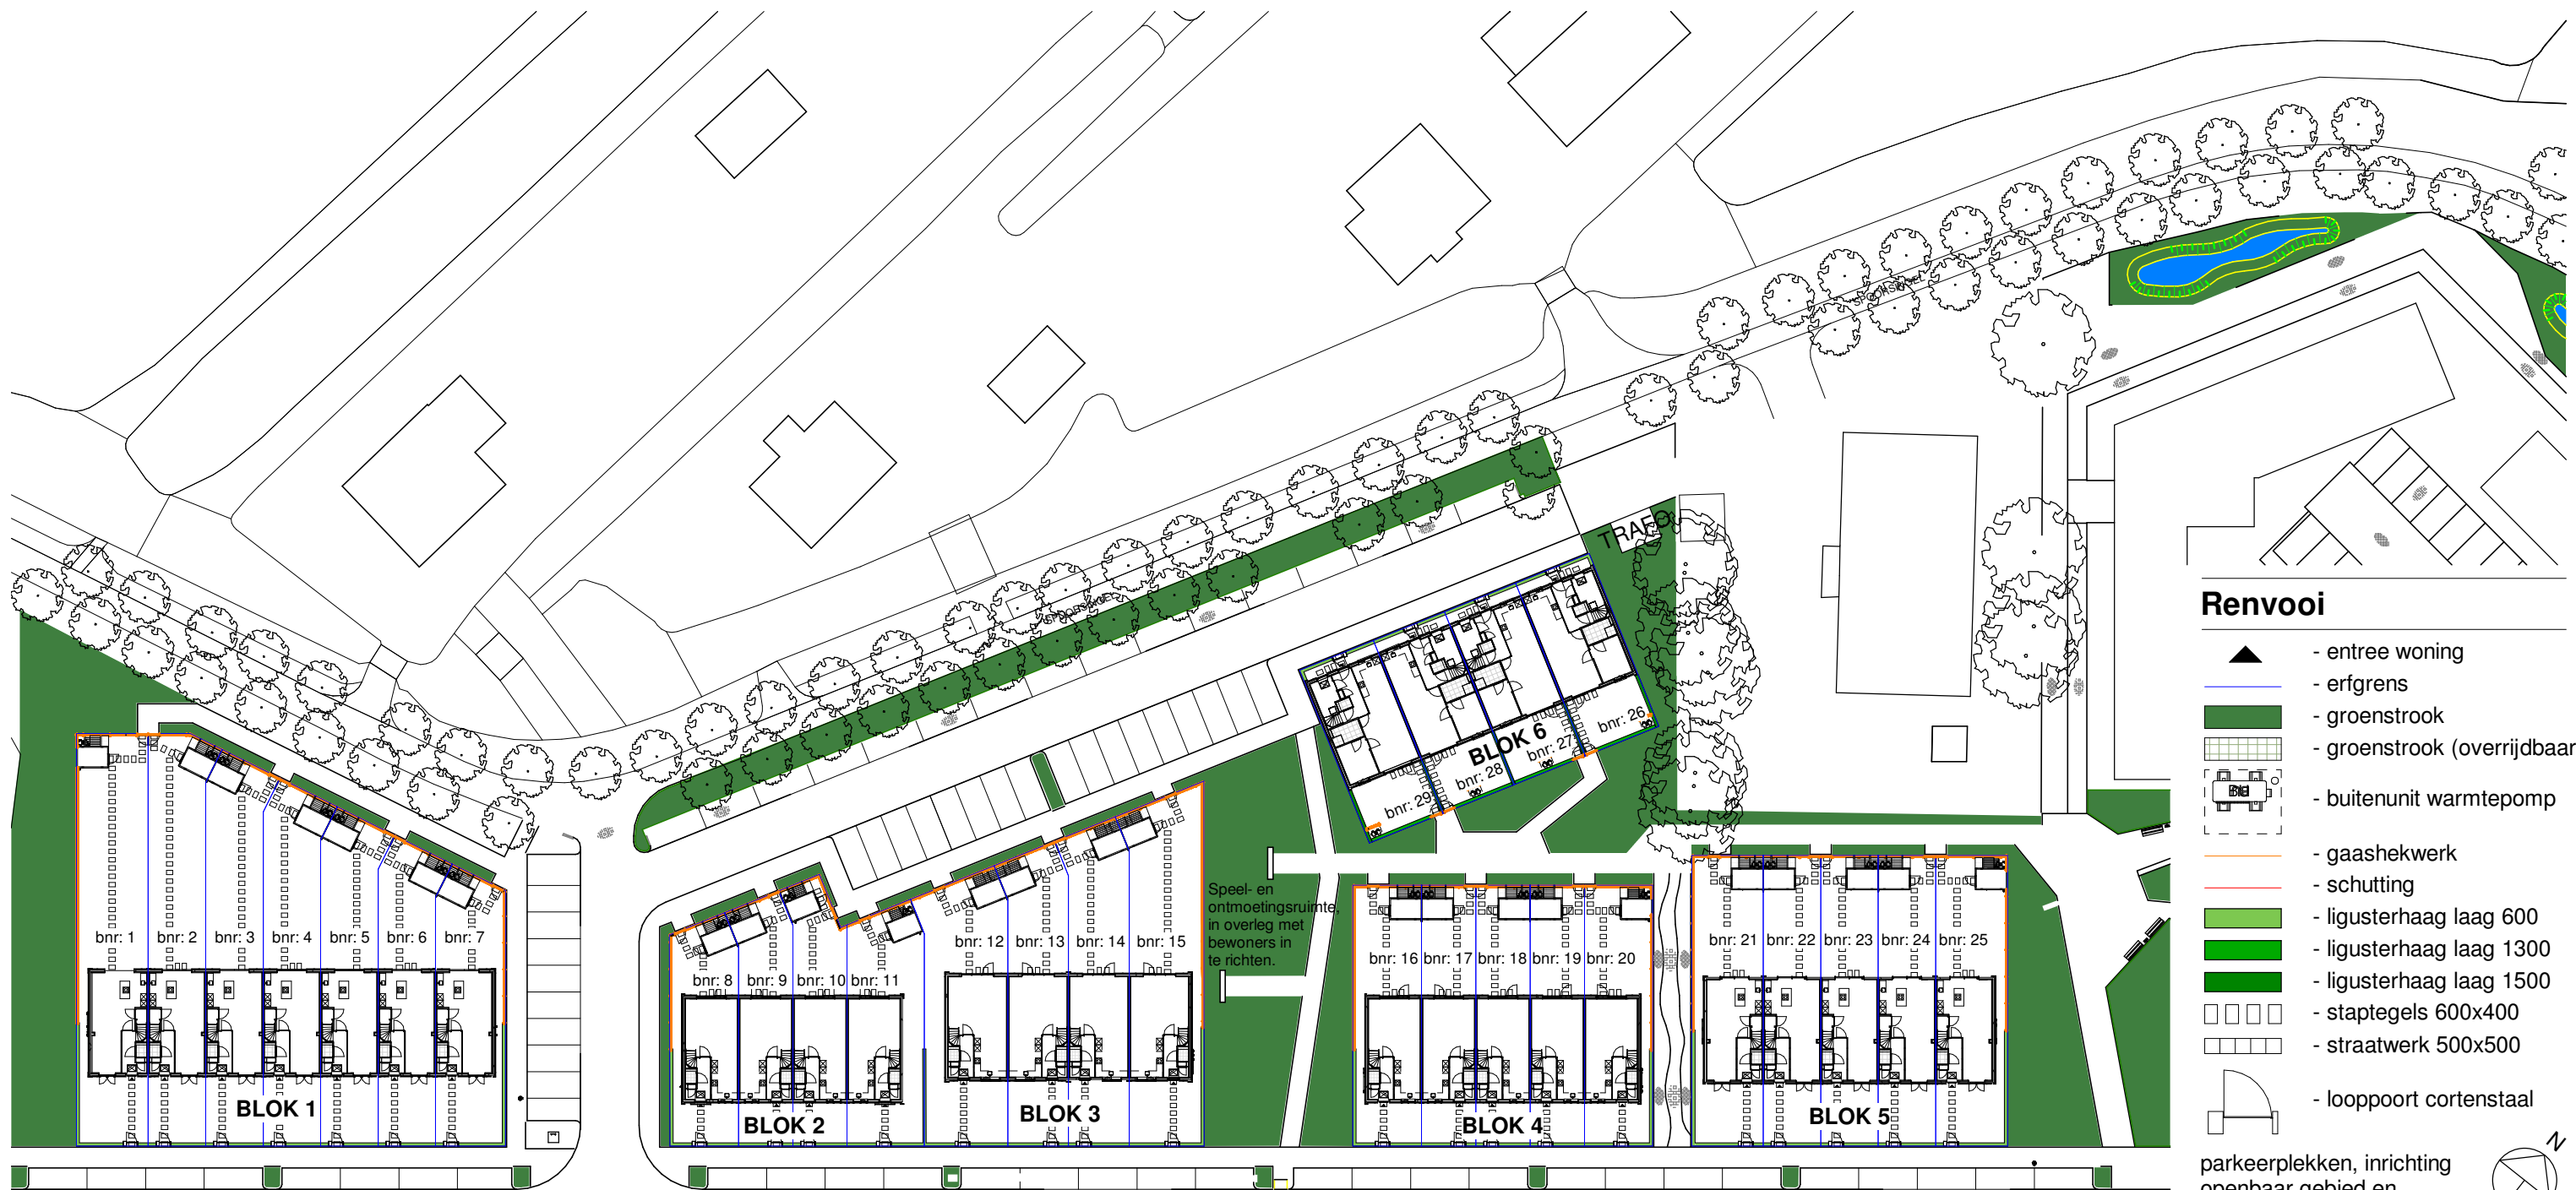 SPOORSINGEL
SPOORSINGEL
TRAFO
bnr: 26
BLOK 6
bnr: 27
bnr: 28
bnr: 29
Speel- en
ontmoetingsruimte,
in overleg met
bewoners in
te richten.
bnr: 1 bnr: 2 bnr: 3 bnr: 4 bnr: 5 bnr: 6 bnr: 7
BLOK 1
bnr: 8 bnr: 9 bnr: 10 bnr: 11
BLOK 2
bnr: 12 bnr: 13 bnr: 14 bnr: 15
BLOK 3
bnr: 16 bnr: 17 bnr: 18 bnr: 19 bnr: 20
BLOK 4
bnr: 21 bnr: 22 bnr: 23 bnr: 24 bnr: 25
BLOK 5
Renvooi
- entree woning
- erfgrens
- groenstrook
- groenstrook (overrijdbaar
- buitenunit warmtepomp
- gaashekwerk
- schutting
- ligusterhaag laag 600
- ligusterhaag laag 1300
- ligusterhaag laag 1500
- staptegels 600x400
- straatwerk 500x500
- looppoort cortenstaal
N
parkeerplekken, inrichting
openbaar gebied en